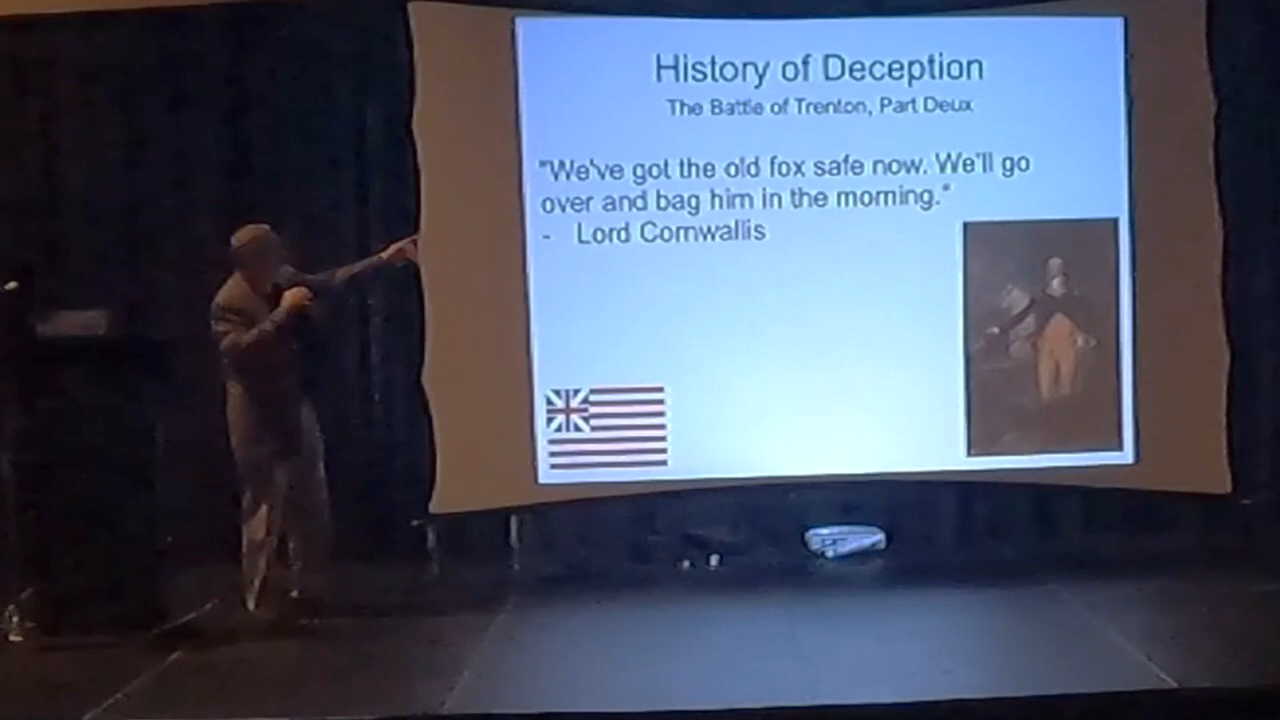 History of Deception
The Battle of Trenton, Part Deux
"We've got the old fox safe now. We'll go
over and bag him in the morning."
- Lord Cornwallis